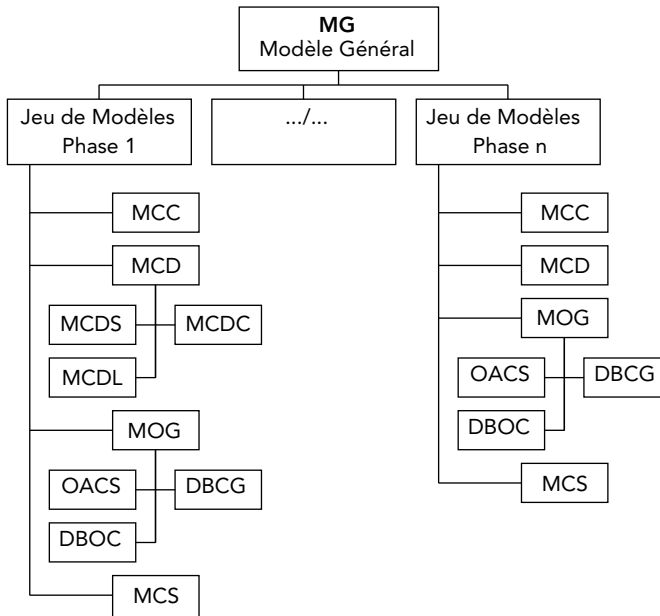 MG
Modèle Général
Jeu de Modèles
Phase 1
.../...
Jeu de Modèles
Phase n
MCC
MCD
MCDS
MCDC
MCDL
MOG
OACS
DBCG
DBOC
MCS
MCC
MCD
MOG
OACS
DBCG
DBOC
MCS